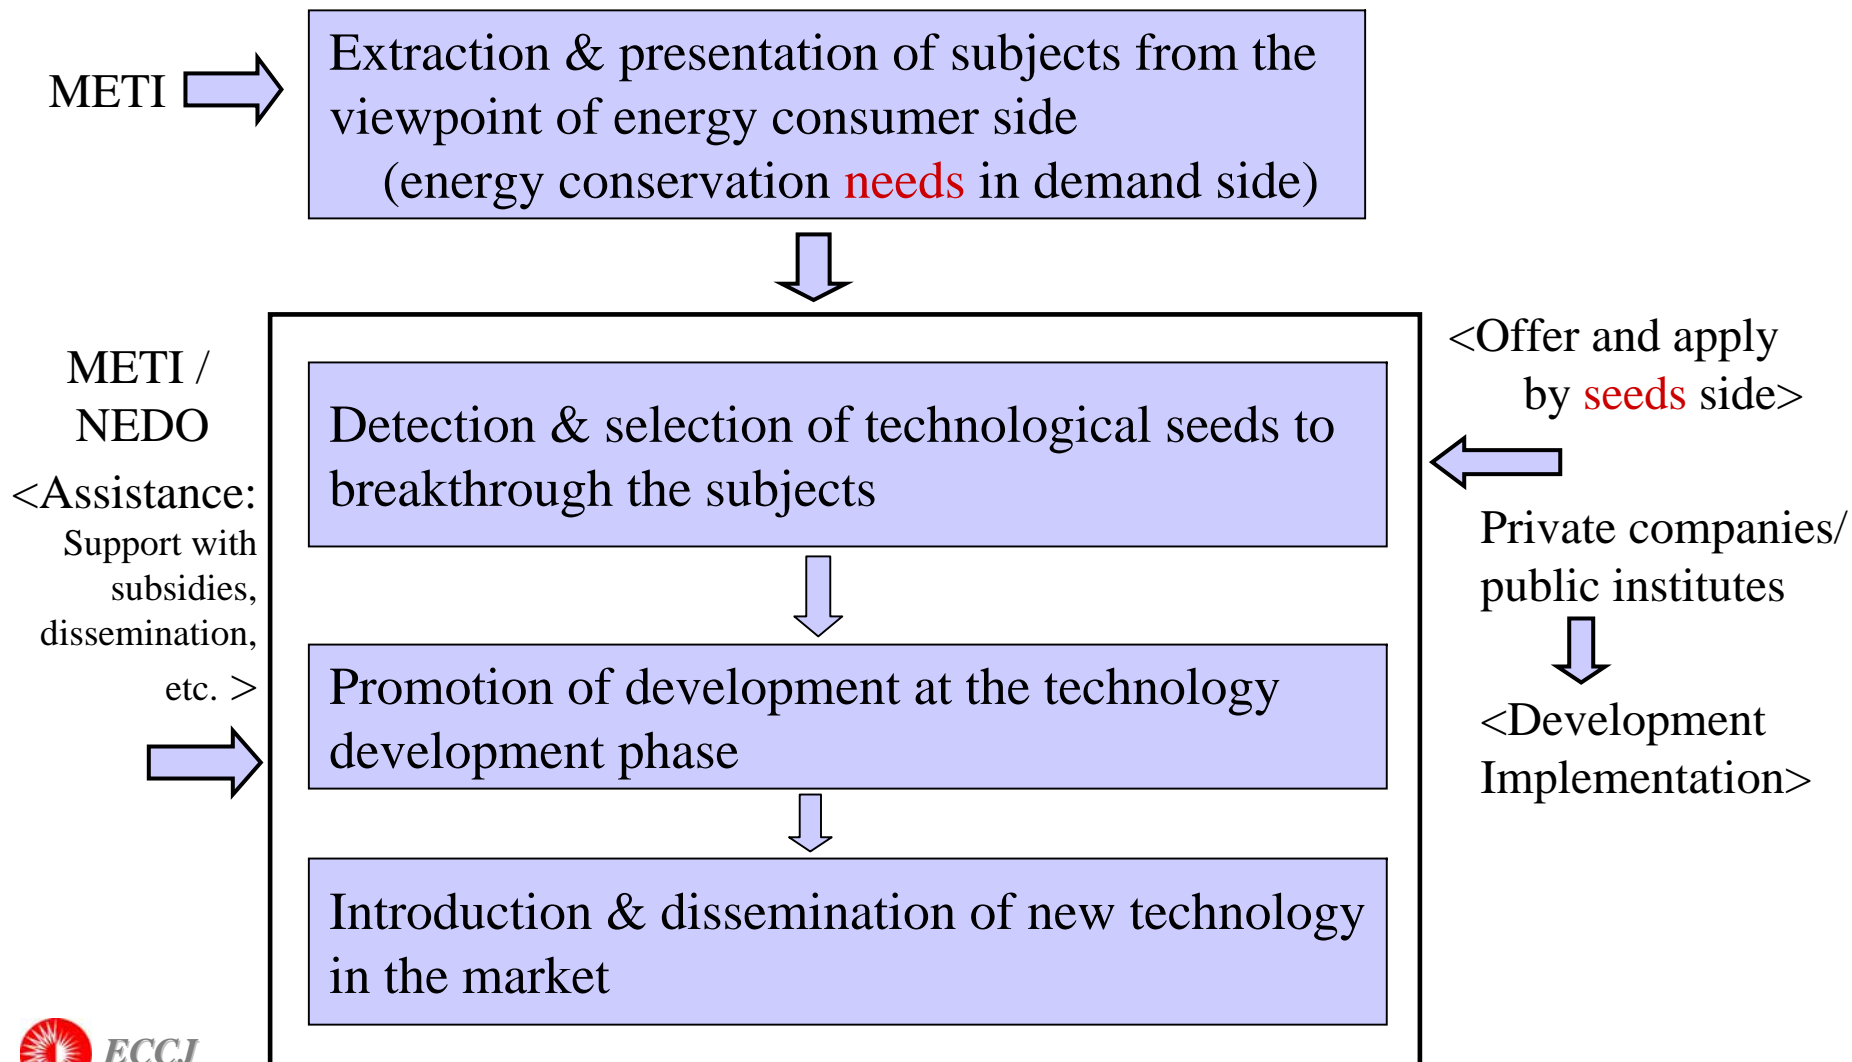 METI
Extraction & presentation of subjects from the
viewpoint of energy consumer side
(energy conservation needs in demand side)
METI /
NEDO
<Assistance:
Support with
subsidies,
dissemination,
etc. >
Detection & selection of technological seeds to
breakthrough the subjects
Promotion of development at the technology
development phase
Introduction & dissemination of new technology
in the market
<Offer and apply
by seeds side>
Private companies/
public institutes
<Development
Implementation>
ECCJ